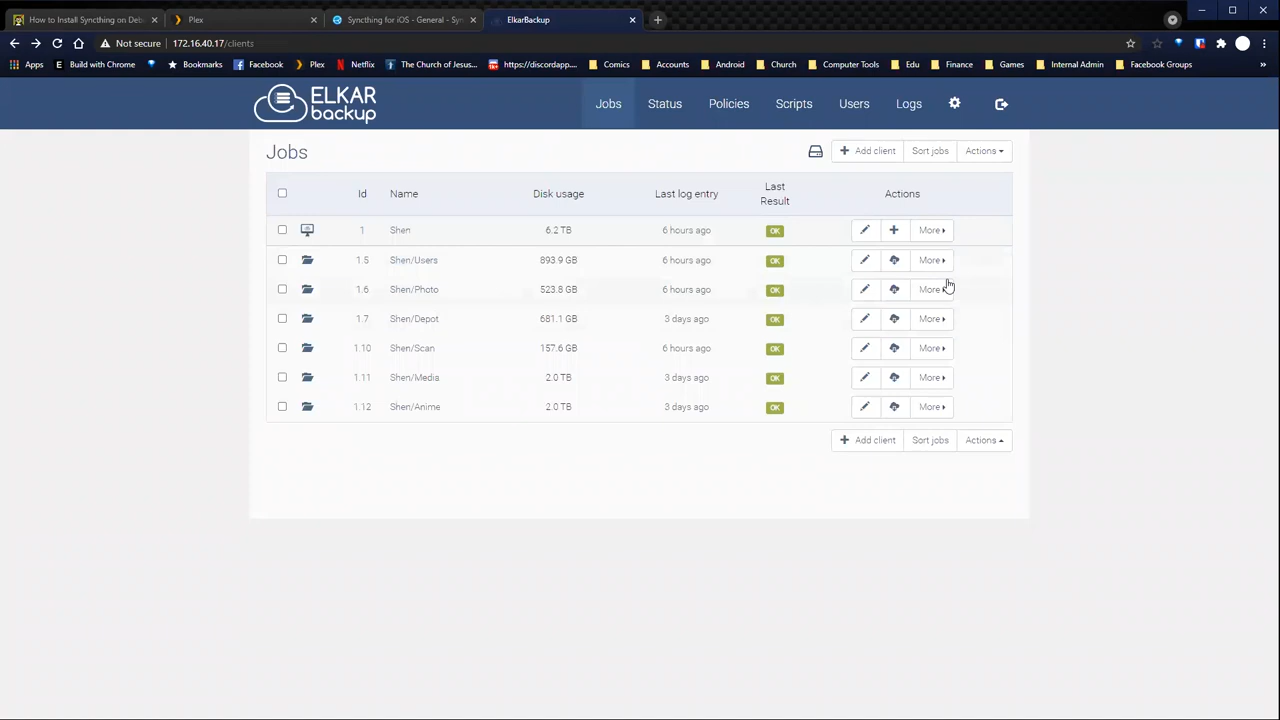 How to Install Syncthing on Deb
Plex
Syncthing for iOS - General - Syn
ElkarBackup
Not secure 172.16.40.17/clients
Apps Build with Chrome Bookmarks Facebook Plex Netflix The Church of Jesus... https://discordapp.... Comics Accounts Android Church Computer Tools Edu Finance Games Internal Admin Facebook Groups »
ELKAR
backup
Jobs Status Policies Scripts Users Logs
Jobs
Add client Sort jobs Actions
Id Name Disk usage Last log entry Last Result Actions
1 Shen 6.2 TB 6 hours ago OK More
1.5 Shen/Users 893.9 GB 6 hours ago OK More
1.6 Shen/Photo 523.8 GB 6 hours ago OK More
1.7 Shen/Depot 681.1 GB 3 days ago OK More
1.10 Shen/Scan 157.6 GB 6 hours ago OK More
1.11 Shen/Media 2.0 TB 3 days ago OK More
1.12 Shen/Anime 2.0 TB 3 days ago OK More
Add client Sort jobs Actions